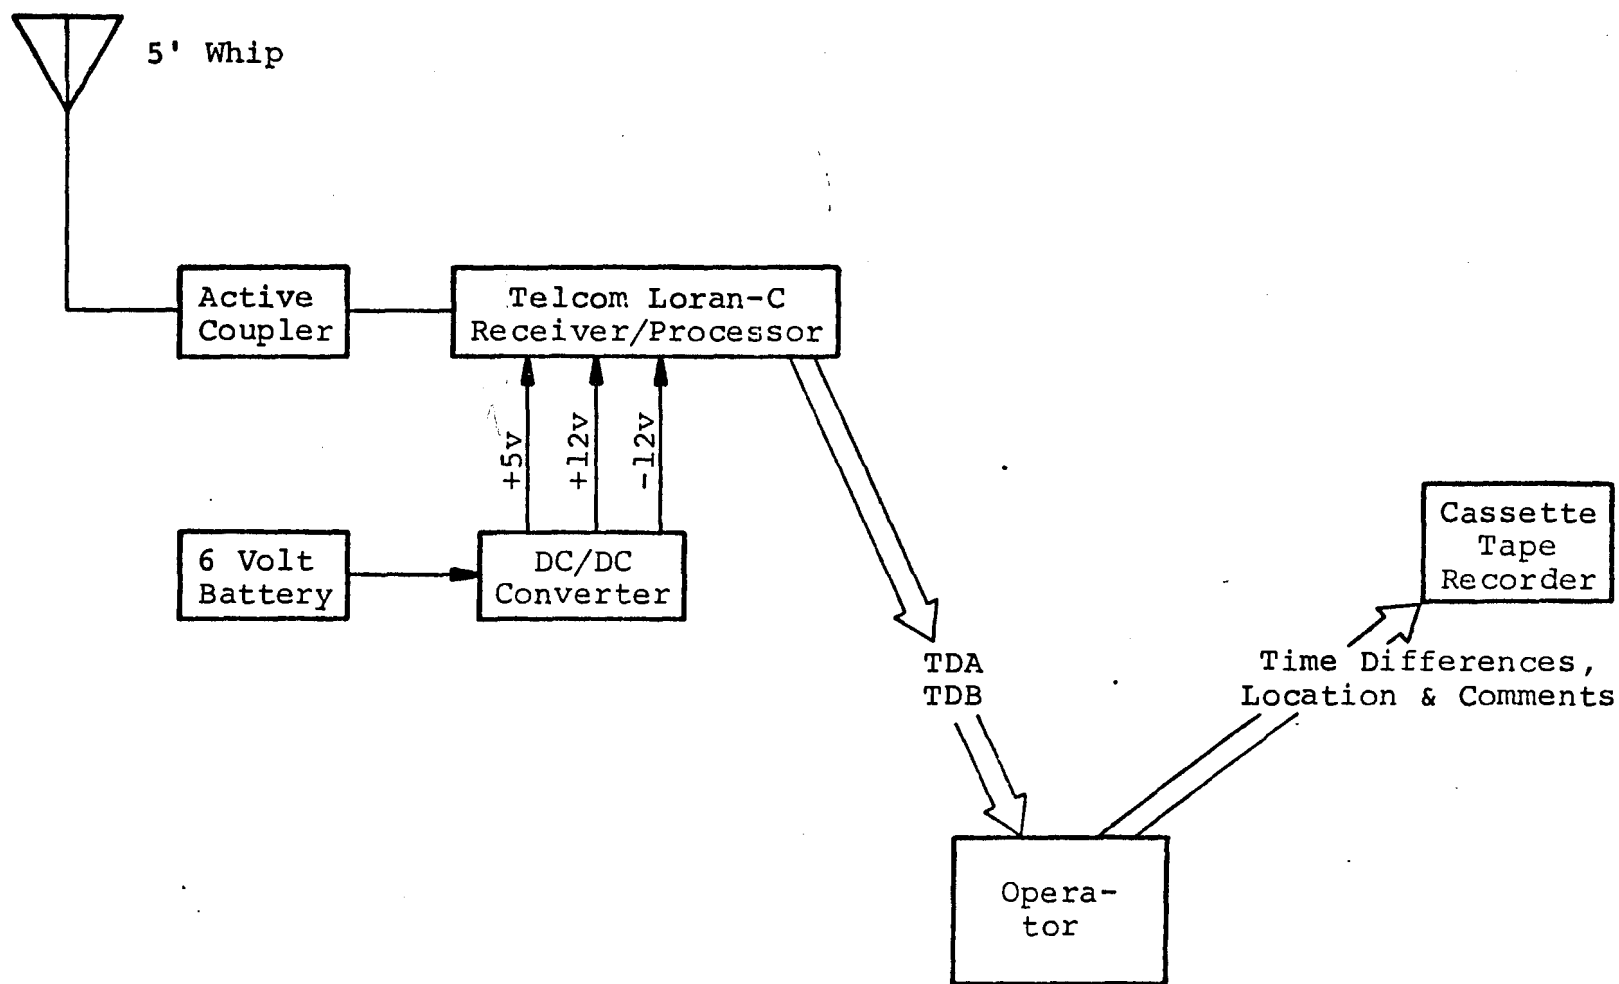 5' Whip
Active
Coupler
Telcom Loran-C
Receiver/Processor
+5v
+12v
-12v
6 Volt
Battery
DC/DC
Converter
Cassette
Tape
Recorder
TDA
TDB
Time Differences,
Location & Comments
Opera-
tor